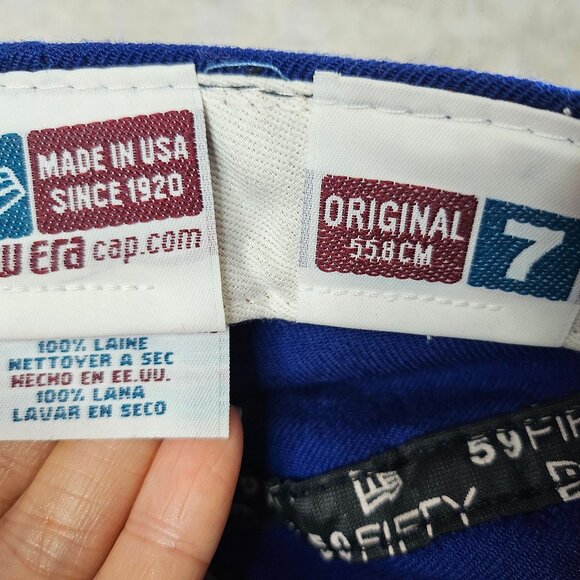 MADE IN USA
SINCE 1920
w era cap.com
100% LAINE
NETTOYER A SEC
HECHO EN EE.UU.
100% LANA
LAVAR EN SECO
ORIGINAL
55.8CM
7
59FIF
59FIFTY